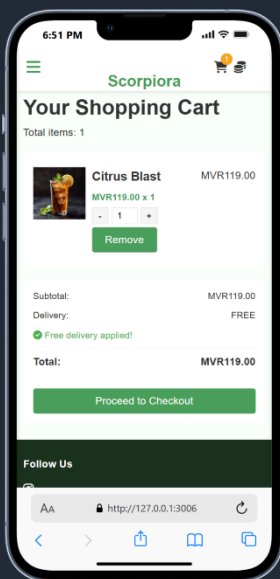 6:51 PM
1
Scorpiora
Your Shopping Cart
Total items: 1
Citrus Blast
MVR119.00
MVR119.00 x 1
- 1 +
Remove
Subtotal: MVR119.00
Delivery: FREE
Free delivery applied!
Total: MVR119.00
Proceed to Checkout
Follow Us
AA http://127.0.0.1:3006